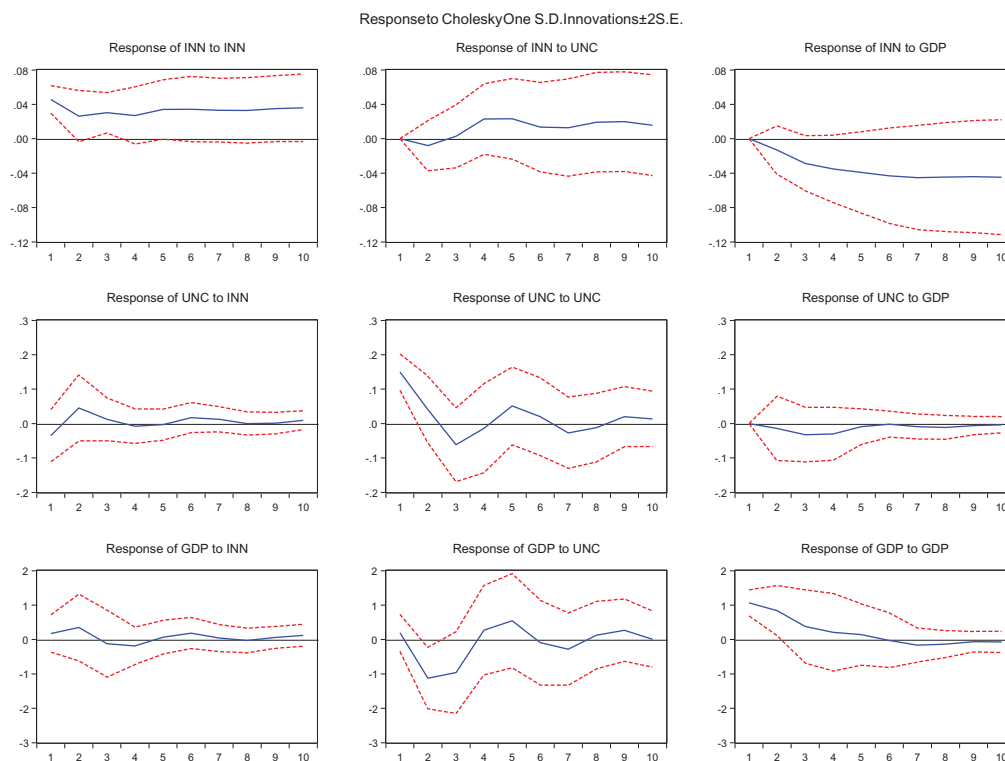 Responseto CholeskyOne S.D.Innovations±2S.E.
Response of INN to INN
Response of INN to UNC
Response of INN to GDP
.08
.04
.00
-.04
-.08
-.12
1 2 3 4 5 6 7 8 9 10
.08
.04
.00
-.04
-.08
-.12
1 2 3 4 5 6 7 8 9 10
.08
.04
.00
-.04
-.08
-.12
1 2 3 4 5 6 7 8 9 10
Response of UNC to INN
Response of UNC to UNC
Response of UNC to GDP
.3
.2
.1
.0
-.1
-.2
1 2 3 4 5 6 7 8 9 10
.3
.2
.1
.0
-.1
-.2
1 2 3 4 5 6 7 8 9 10
.3
.2
.1
.0
-.1
-.2
1 2 3 4 5 6 7 8 9 10
Response of GDP to INN
Response of GDP to UNC
Response of GDP to GDP
2
1
0
-1
-2
-3
1 2 3 4 5 6 7 8 9 10
2
1
0
-1
-2
-3
1 2 3 4 5 6 7 8 9 10
2
1
0
-1
-2
-3
1 2 3 4 5 6 7 8 9 10